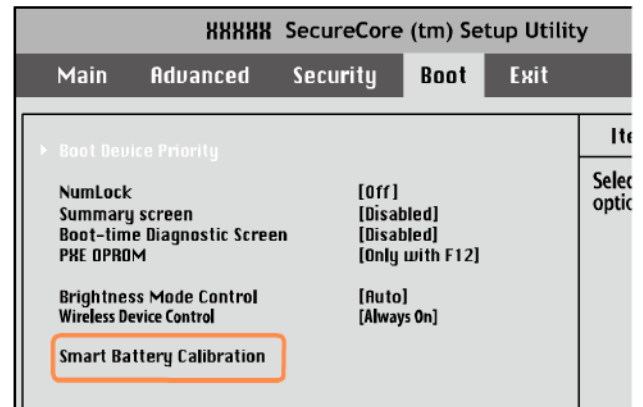 XXXXX SecureCore (tm) Setup Utility
Main Advanced Security Boot Exit
Boot Device Priority
NumLock [Off]
Summary screen [Disabled]
Boot-time Diagnostic Screen [Disabled]
PXE OPROM [Only with F12]
Brightness Mode Control [Auto]
Wireless Device Control [Always On]
Smart Battery Calibration